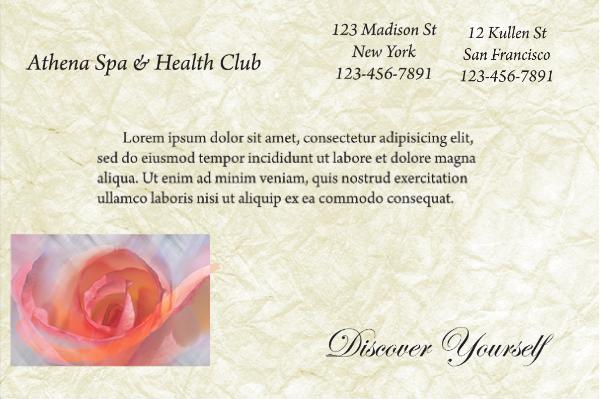 Athena Spa & Health Club
123 Madison St
New York
123-456-7891
12 Kullen St
San Francisco
123-456-7891
Lorem ipsum dolor sit amet, consectetur adipisicing elit,
sed do eiusmod tempor incididunt ut labore et dolore magna
aliqua. Ut enim ad minim veniam, quis nostrud exercitation
ullamco laboris nisi ut aliquip ex ea commodo consequat.
Discover Yourself